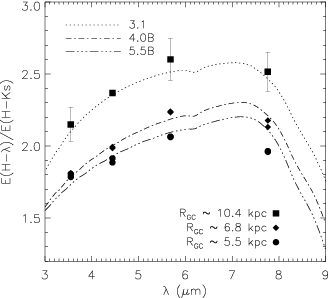 3.0
3.1
4.0B
5.5B
2.5
2.0
1.5
E(H−λ)/E(H−Ks)
R_GC ~ 10.4 kpc
R_GC ~ 6.8 kpc
R_GC ~ 5.5 kpc
3 4 5 6 7 8 9
λ (μm)